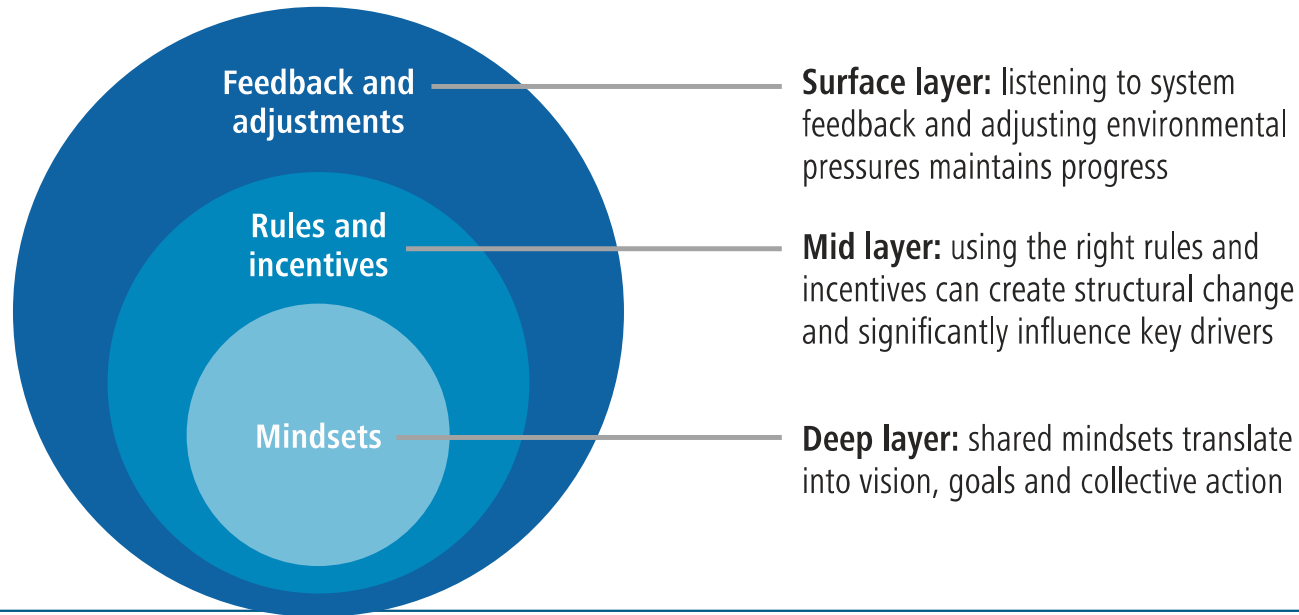 Feedback and
adjustments
Surface layer: listening to system
feedback and adjusting environmental
pressures maintains progress
Rules and
incentives
Mid layer: using the right rules and
incentives can create structural change
and significantly influence key drivers
Mindsets
Deep layer: shared mindsets translate
into vision, goals and collective action